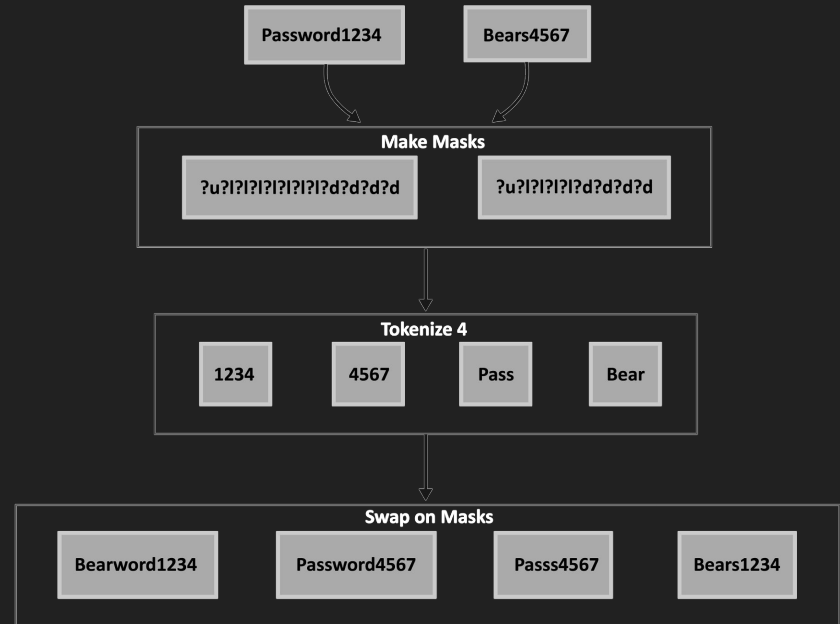 Password1234
Bears4567
Make Masks
?u?l?l?l?l?l?l?l?d?d?d?d
?u?l?l?l?l?d?d?d?d
Tokenize 4
1234
4567
Pass
Bear
Swap on Masks
Bearword1234
Password4567
Passs4567
Bears1234